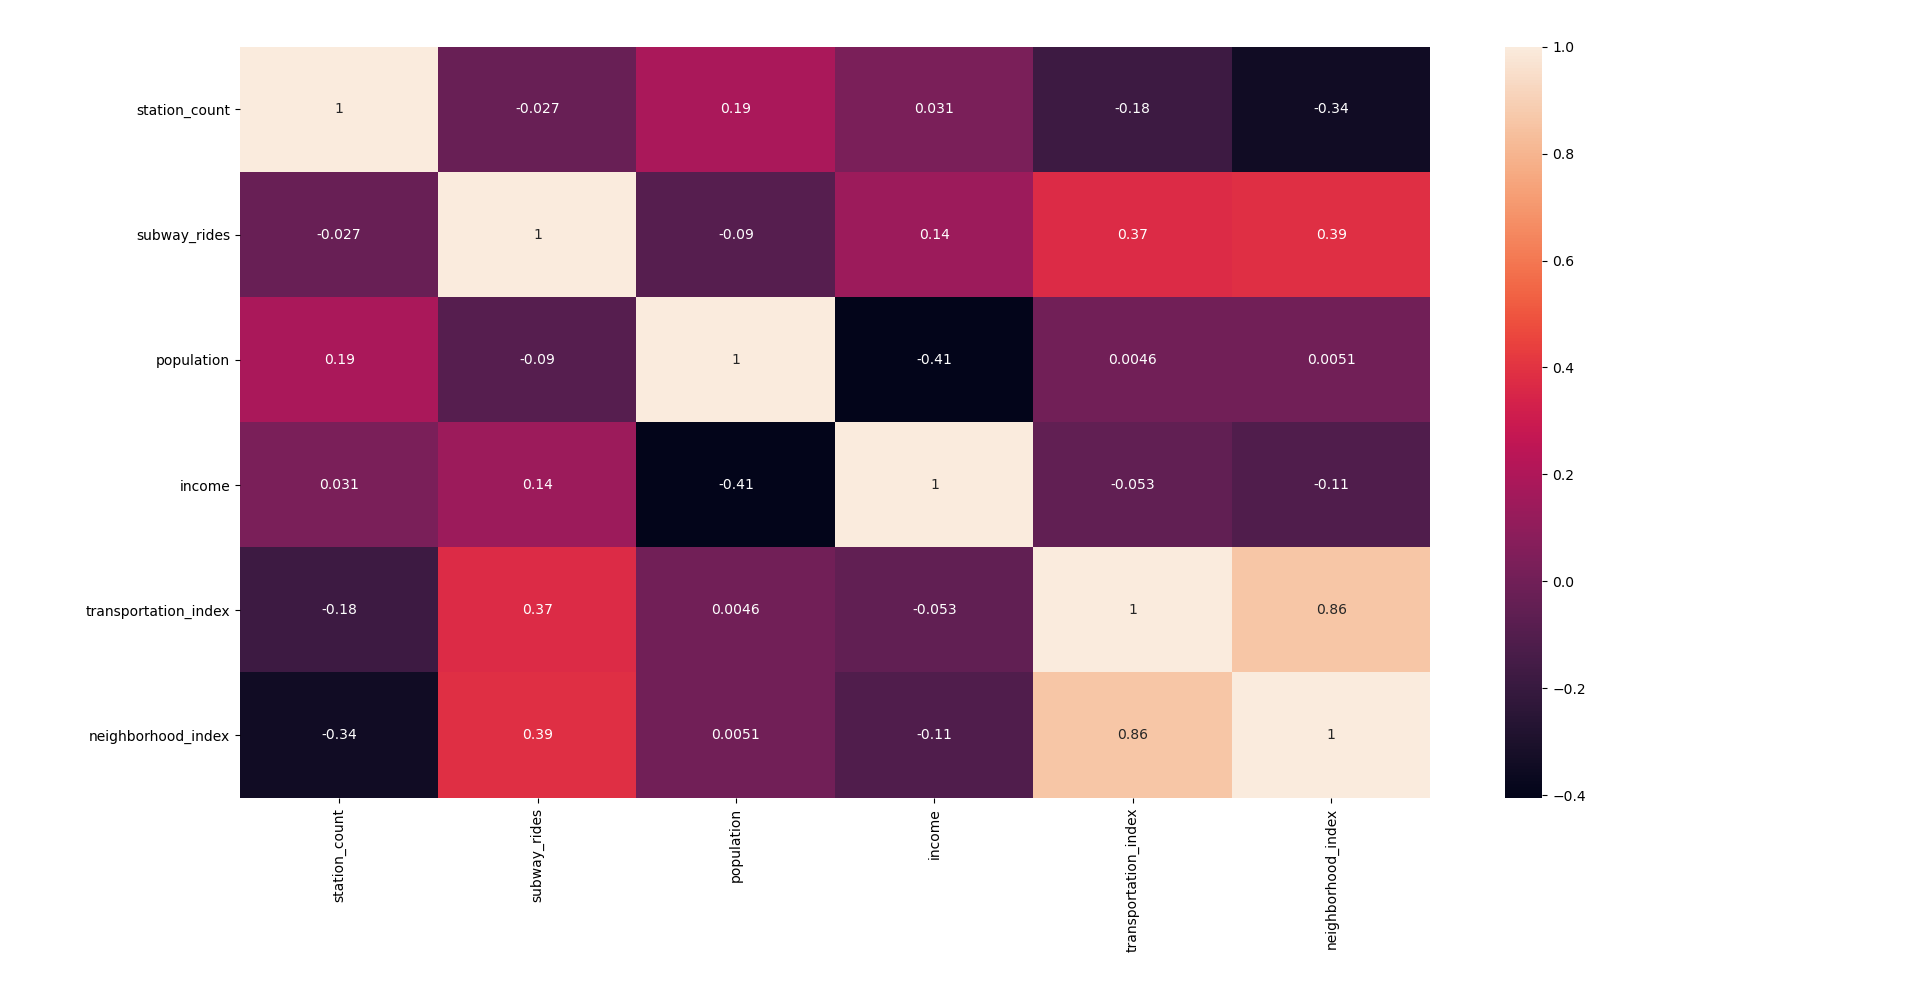 station_count 1 -0.027 0.19 0.031 -0.18 -0.34
subway_rides -0.027 1 -0.09 0.14 0.37 0.39
population 0.19 -0.09 1 -0.41 0.0046 0.0051
income 0.031 0.14 -0.41 1 -0.053 -0.11
transportation_index -0.18 0.37 0.0046 -0.053 1 0.86
neighborhood_index -0.34 0.39 0.0051 -0.11 0.86 1
station_count
subway_rides
population
income
transportation_index
neighborhood_index
1.0
0.8
0.6
0.4
0.2
0.0
−0.2
−0.4